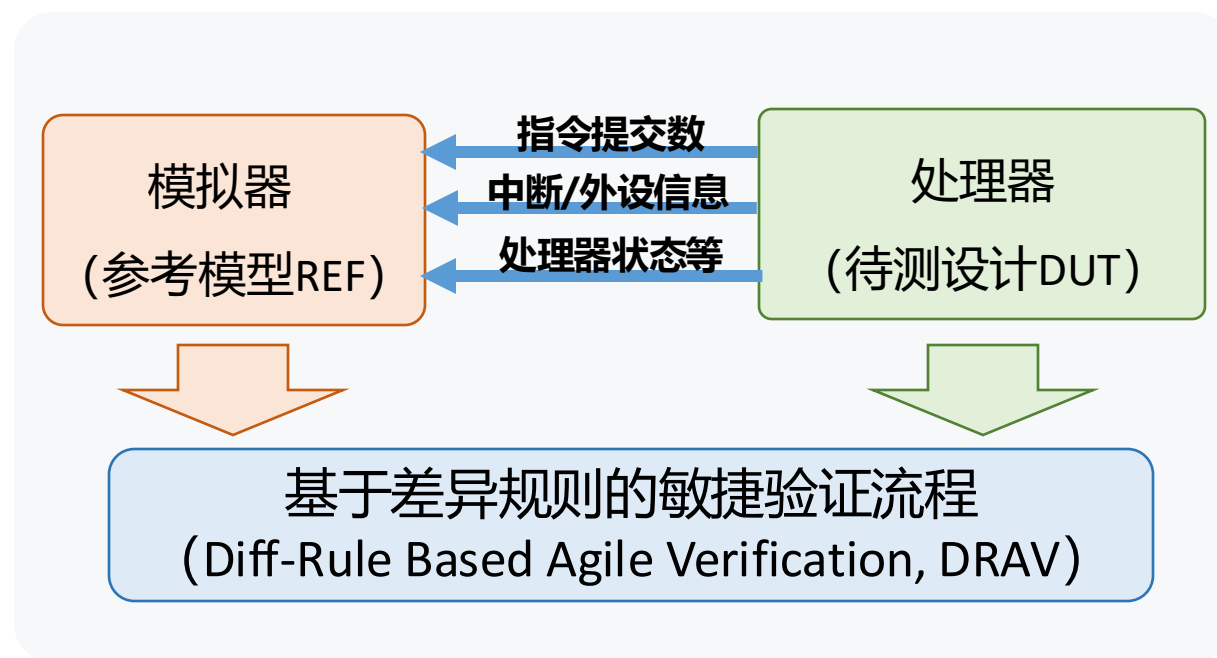 模拟器
(参考模型REF)
指令提交数
中断/外设信息
处理器状态等
处理器
(待测设计DUT)
基于差异规则的敏捷验证流程
(Diff-Rule Based Agile Verification, DRAV)